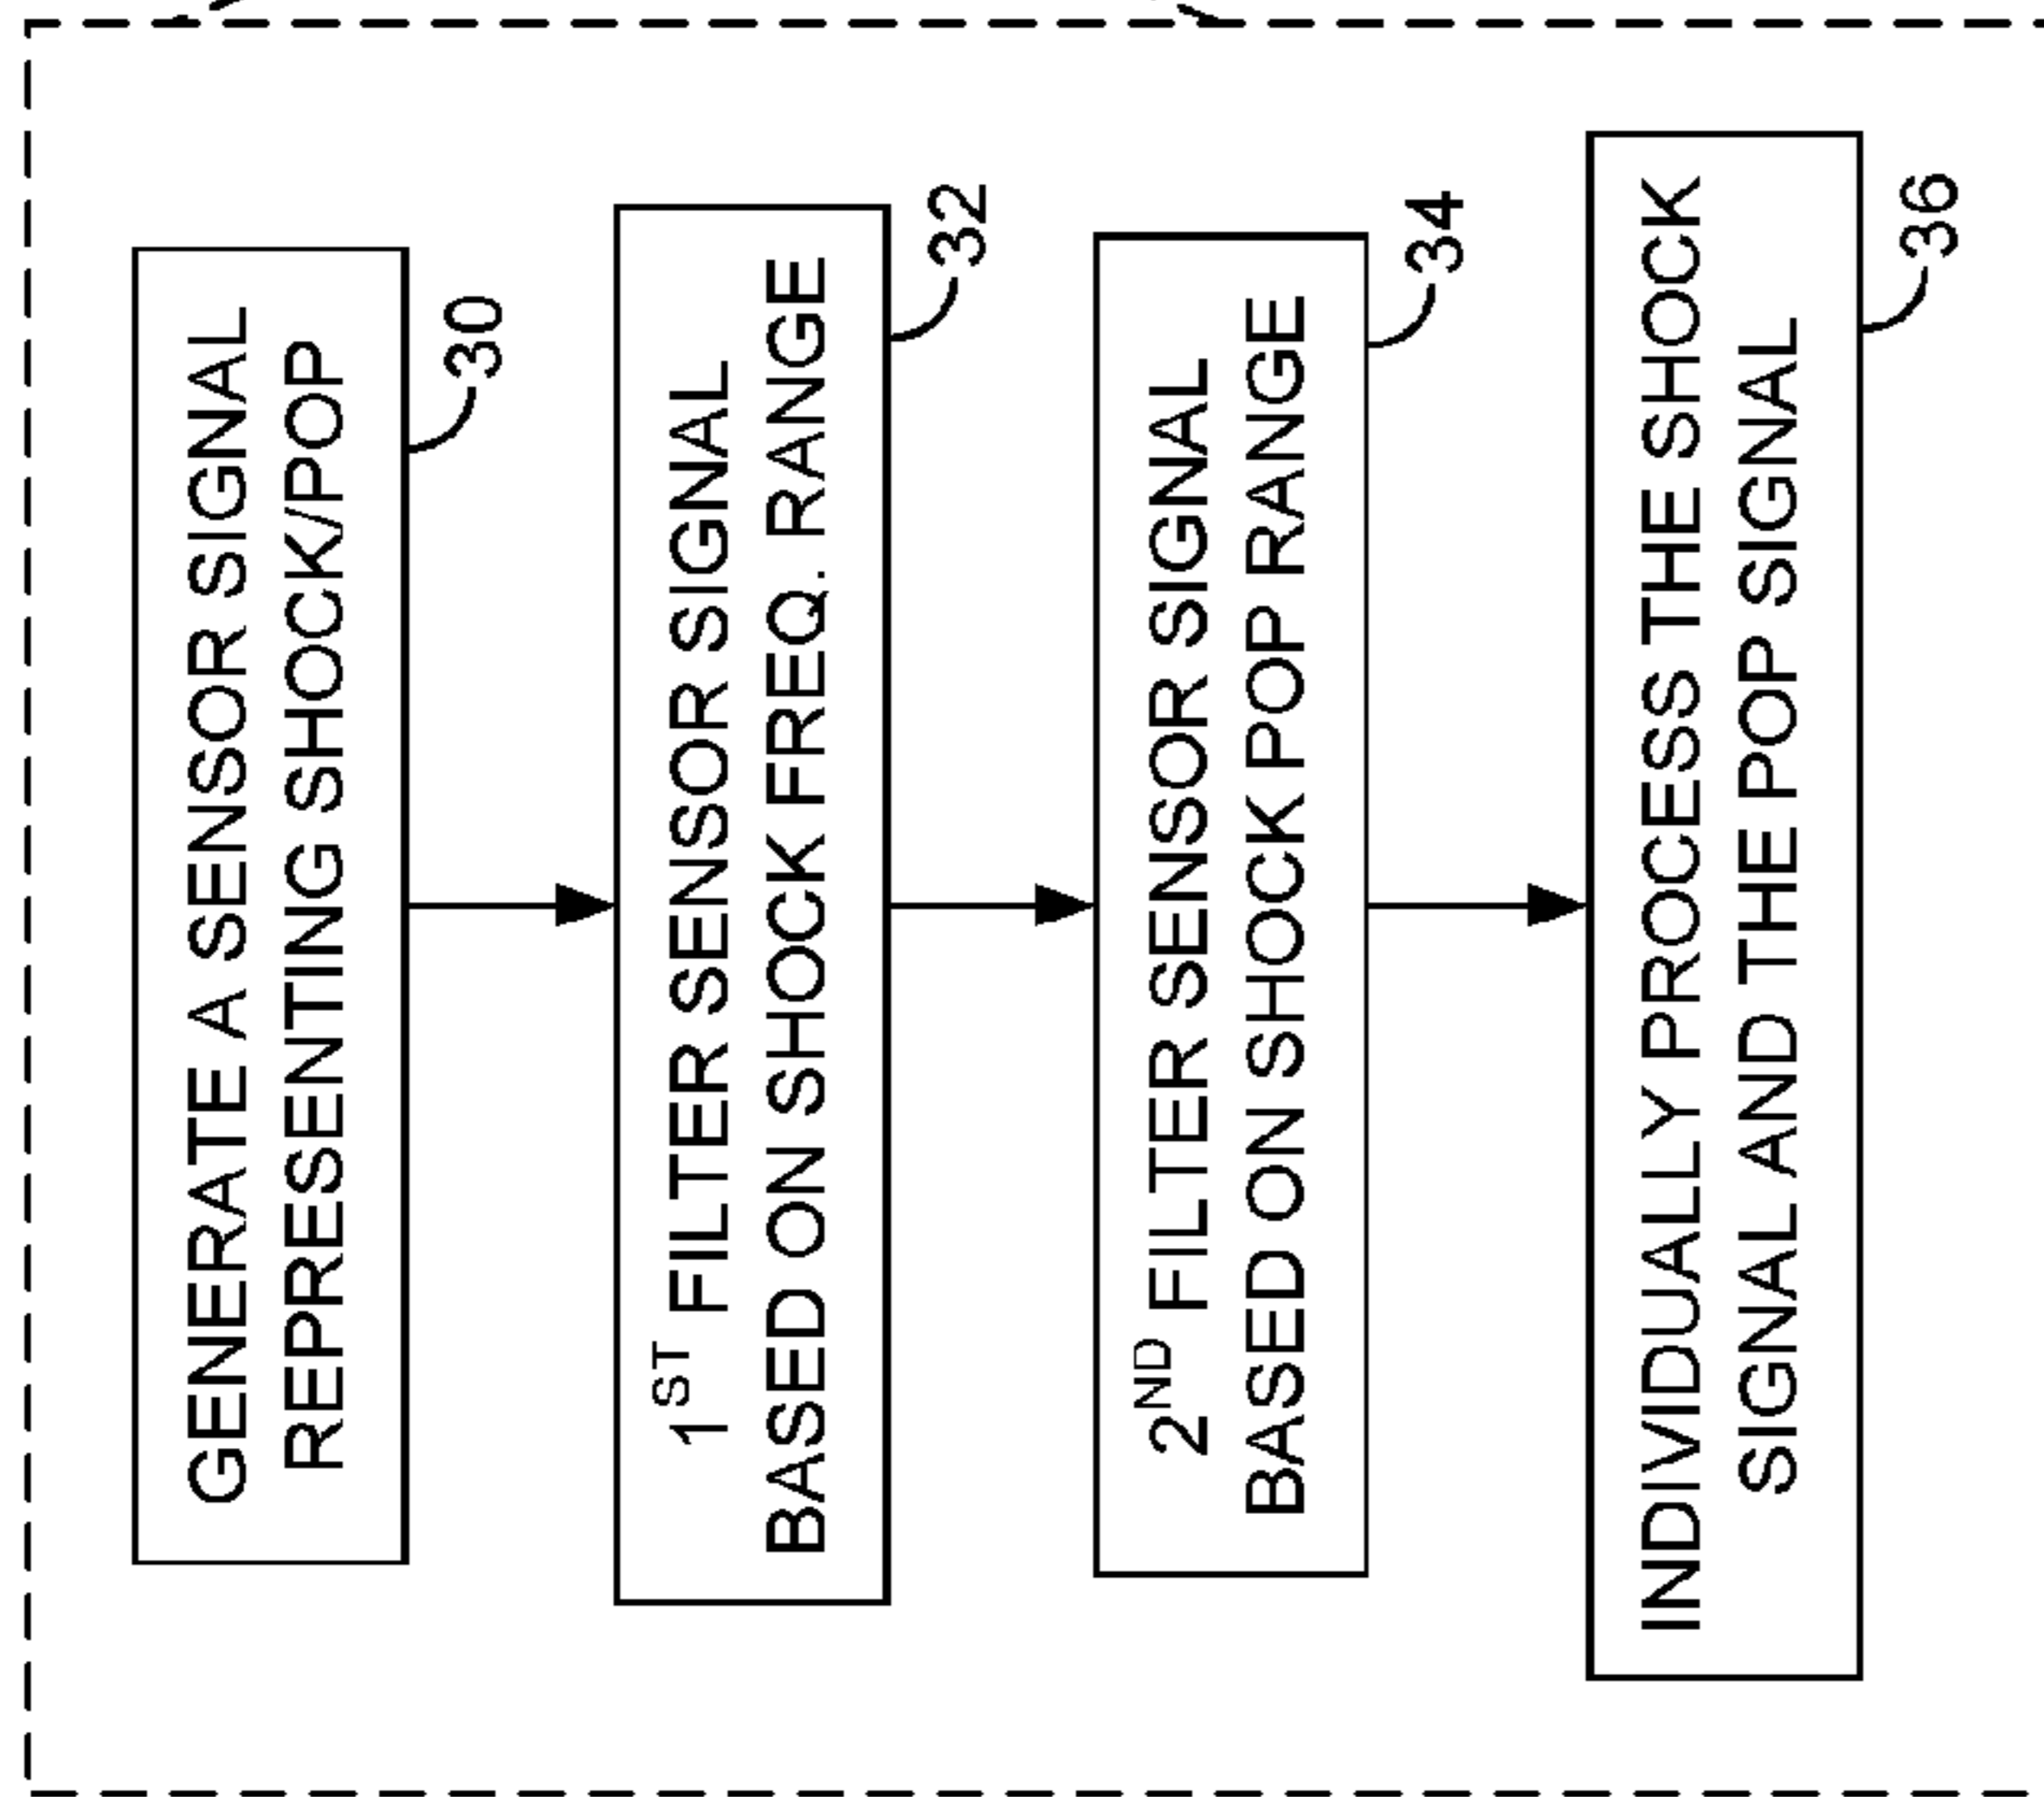 GENERATE A SENSOR SIGNAL
REPRESENTING SHOCK/POP
30
1ST FILTER SENSOR SIGNAL
BASED ON SHOCK FREQ. RANGE
32
2ND FILTER SENSOR SIGNAL
BASED ON SHOCK POP RANGE
34
INDIVIDUALLY PROCESS THE SHOCK
SIGNAL AND THE POP SIGNAL
36